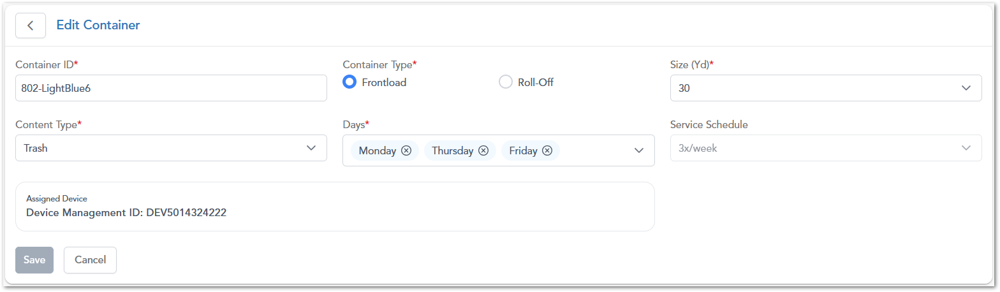 Edit Container
Container ID* Container Type* Size (Yd)*
802-LightBlue6 Frontload Roll-Off 30
Content Type* Days* Service Schedule
Trash Monday Thursday Friday 3x/week
Assigned Device
Device Management ID: DEV5014324222
Save Cancel